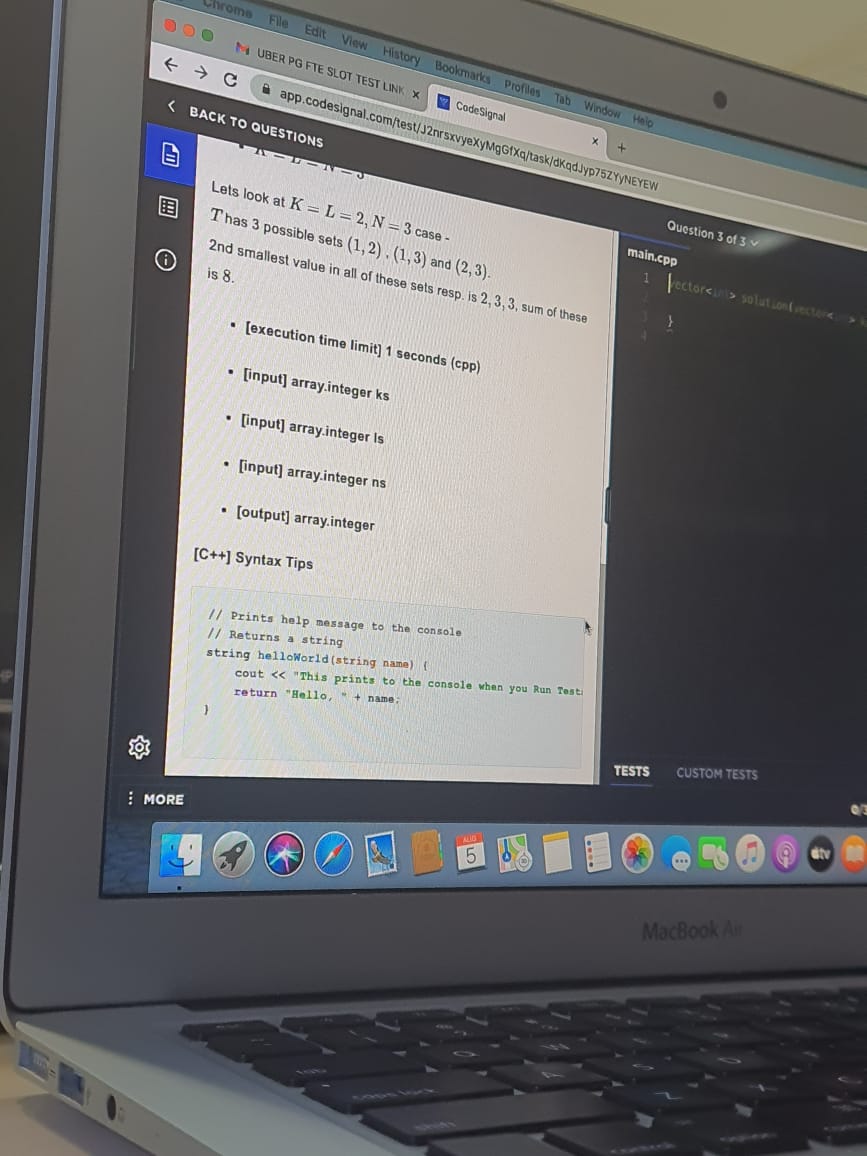 Chrome File Edit View History Bookmarks Profiles Tab Window Help
UBER PG FTE SLOT TEST LINK × CodeSignal × +
app.codesignal.com/test/J2nrsxvyeXyMgGfXq/task/dKqdJyp75ZYyNEYEW
< BACK TO QUESTIONS
Question 3 of 3
Lets look at K = L = 2, N = 3 case -
T has 3 possible sets (1, 2) , (1, 3) and (2, 3).
2nd smallest value in all of these sets resp. is 2, 3, 3, sum of these
is 8.
• [execution time limit] 1 seconds (cpp)
• [input] array.integer ks
• [input] array.integer ls
• [input] array.integer ns
• [output] array.integer
[C++] Syntax Tips
// Prints help message to the console
// Returns a string
string helloWorld(string name) {
cout << "This prints to the console when you Run Test
return "Hello, " + name;
}
main.cpp
1 vector<int> solution(vector<
2
3 }
4
TESTS CUSTOM TESTS
MORE
AUG
5
tv
MacBook Air
caps lock